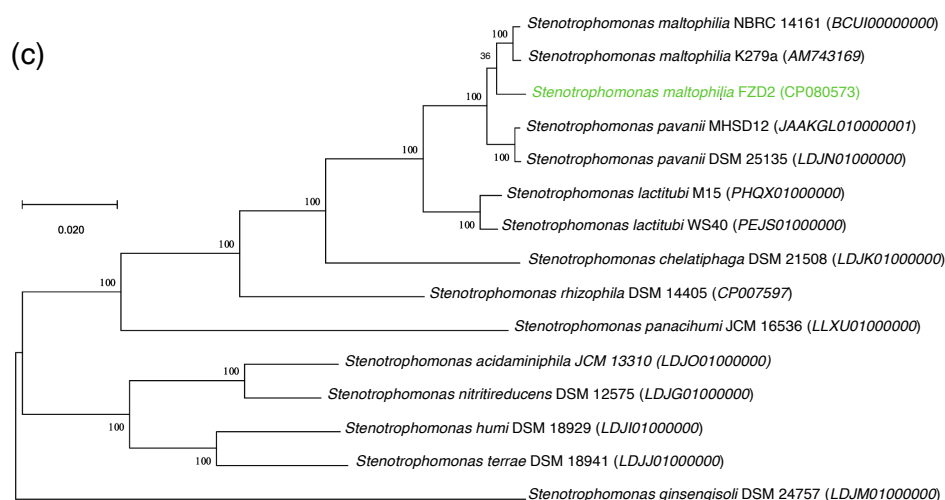 (c)
Stenotrophomonas maltophilia NBRC 14161 (BCUI00000000)
100
Stenotrophomonas maltophilia K279a (AM743169)
36
Stenotrophomonas maltophilia FZD2 (CP080573)
100
Stenotrophomonas pavanii MHSD12 (JAAKGL010000001)
100
Stenotrophomonas pavanii DSM 25135 (LDJN01000000)
100
Stenotrophomonas lactitubi M15 (PHQX01000000)
100
Stenotrophomonas lactitubi WS40 (PEJS01000000)
100
0.020
100
Stenotrophomonas chelatiphaga DSM 21508 (LDJK01000000)
100
Stenotrophomonas rhizophila DSM 14405 (CP007597)
Stenotrophomonas panacihumi JCM 16536 (LLXU01000000)
Stenotrophomonas acidaminiphila JCM 13310 (LDJO01000000)
100
Stenotrophomonas nitritireducens DSM 12575 (LDJG01000000)
100
Stenotrophomonas humi DSM 18929 (LDJI01000000)
100
Stenotrophomonas terrae DSM 18941 (LDJJ01000000)
Stenotrophomonas ginsengisoli DSM 24757 (LDJM01000000)